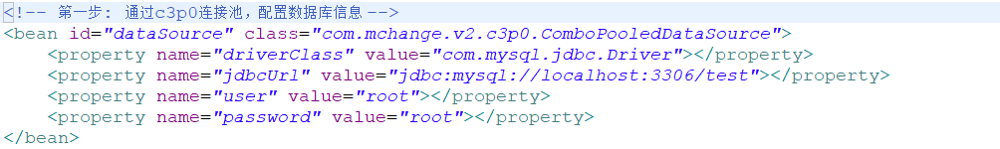 <!-- 第一步: 通过c3p0连接池，配置数据库信息 -->
<bean id="dataSource" class="com.mchange.v2.c3p0.ComboPooledDataSource">
    <property name="driverClass" value="com.mysql.jdbc.Driver"></property>
    <property name="jdbcUrl" value="jdbc:mysql://localhost:3306/test"></property>
    <property name="user" value="root"></property>
    <property name="password" value="root"></property>
</bean>